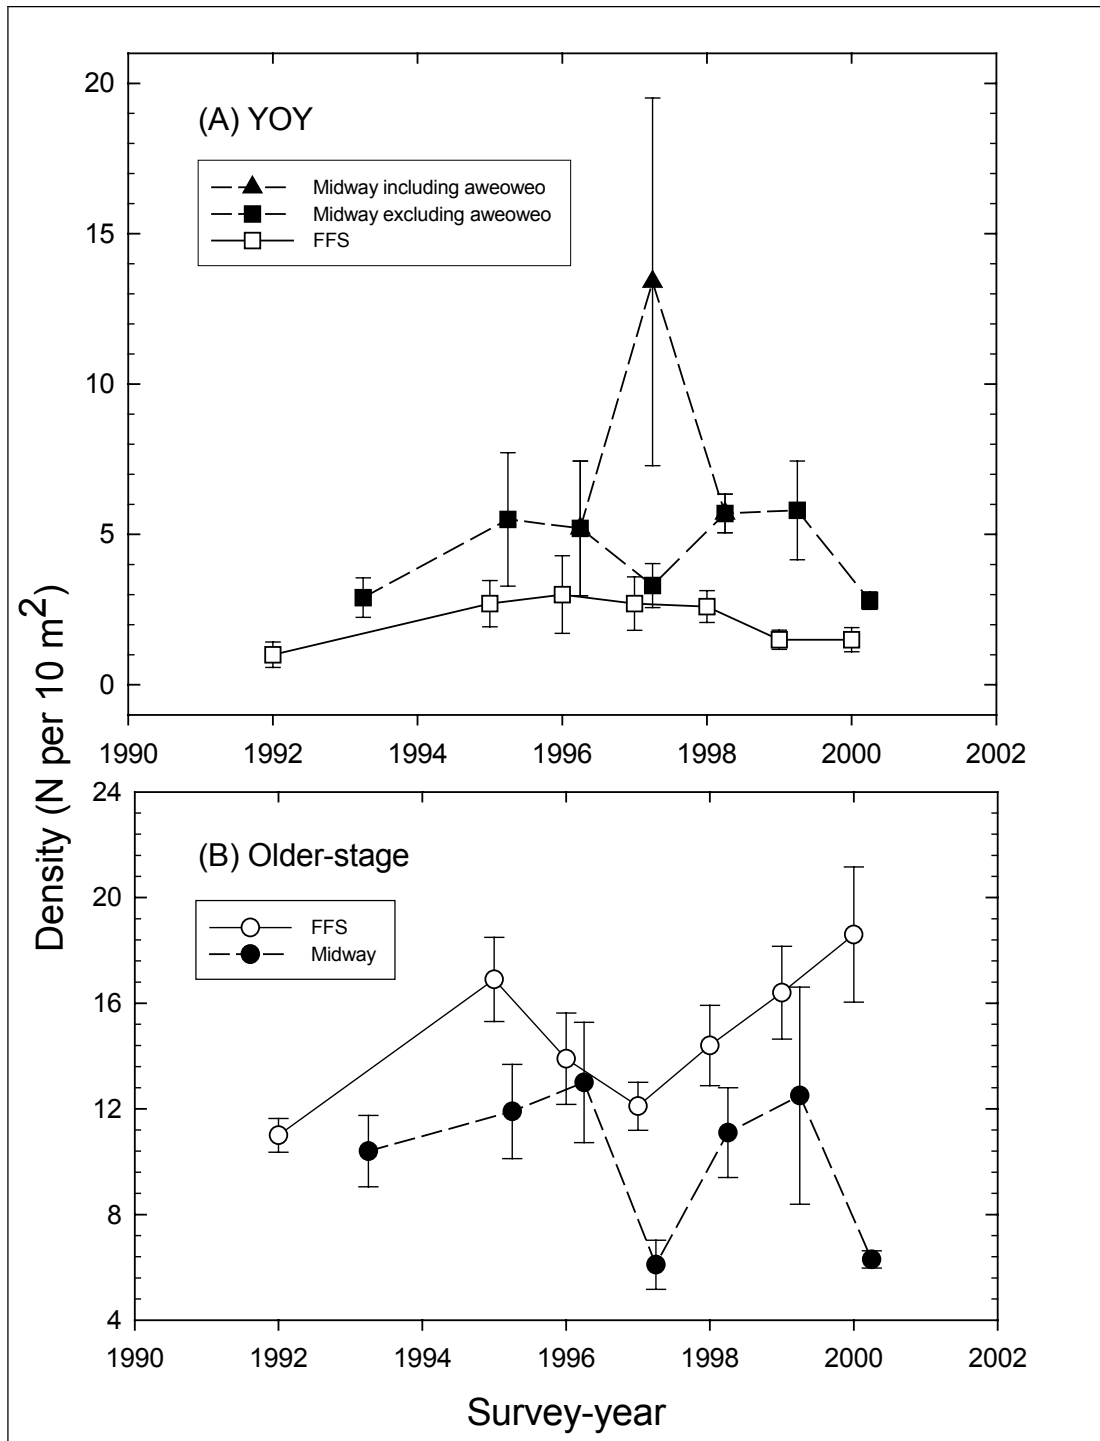 20
(A) YOY
Midway including aweoweo
Midway excluding aweoweo
FFS
15
10
5
0
1990 1992 1994 1996 1998 2000 2002
Density (N per 10 m²)
24
(B) Older-stage
20
FFS
Midway
16
12
8
4
1990 1992 1994 1996 1998 2000 2002
Survey-year